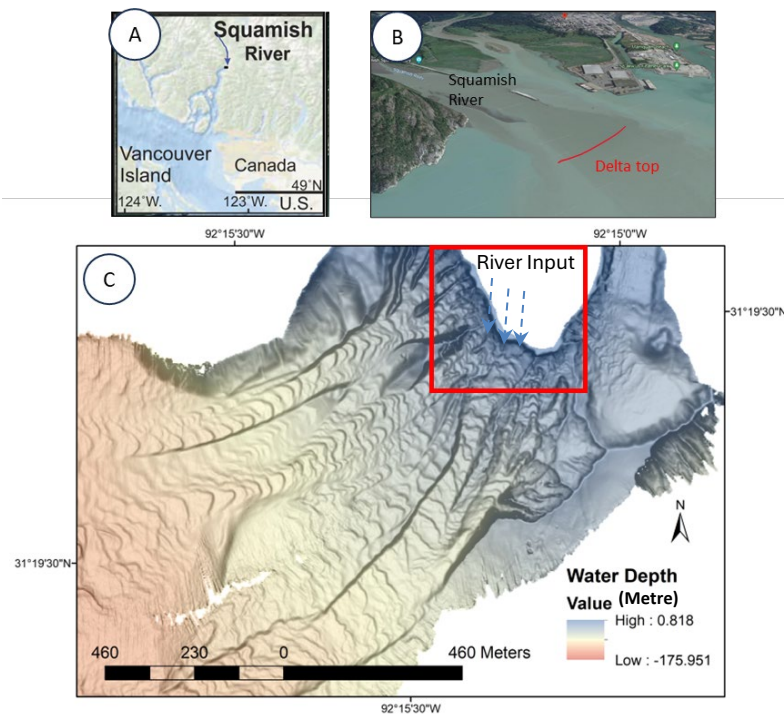 A
Squamish
River
Vancouver
Island
Canada
49°N
124°W.
123°W.
U.S.
B
Squamish
River
Delta top
92°15'30"W
92°15'0"W
C
River Input
31°19'30"N
N
31°19'30"N
Water Depth
Value (Metre)
High : 0.818
Low : -175.951
460 230 0 460 Meters
92°15'30"W